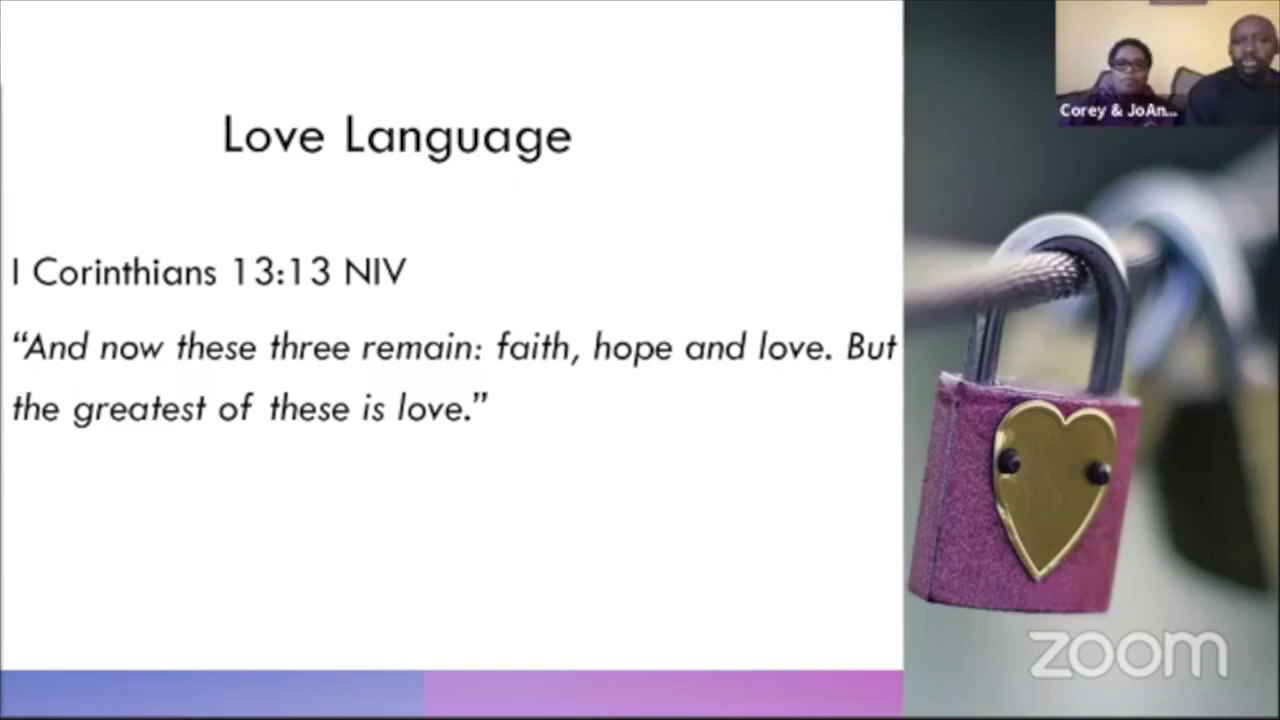 Love Language
I Corinthians 13:13 NIV
“And now these three remain: faith, hope and love. But
the greatest of these is love.”
Corey & JoAn...
zoom